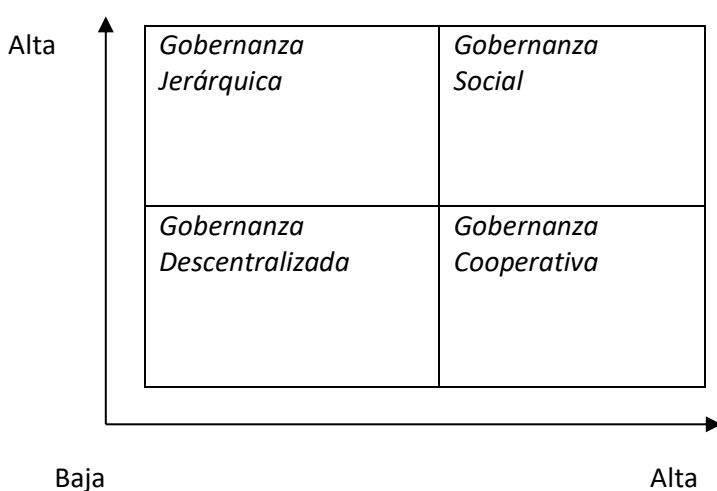 Alta
Gobernanza
Jerárquica
Gobernanza
Social
Gobernanza
Descentralizada
Gobernanza
Cooperativa
Baja
Alta